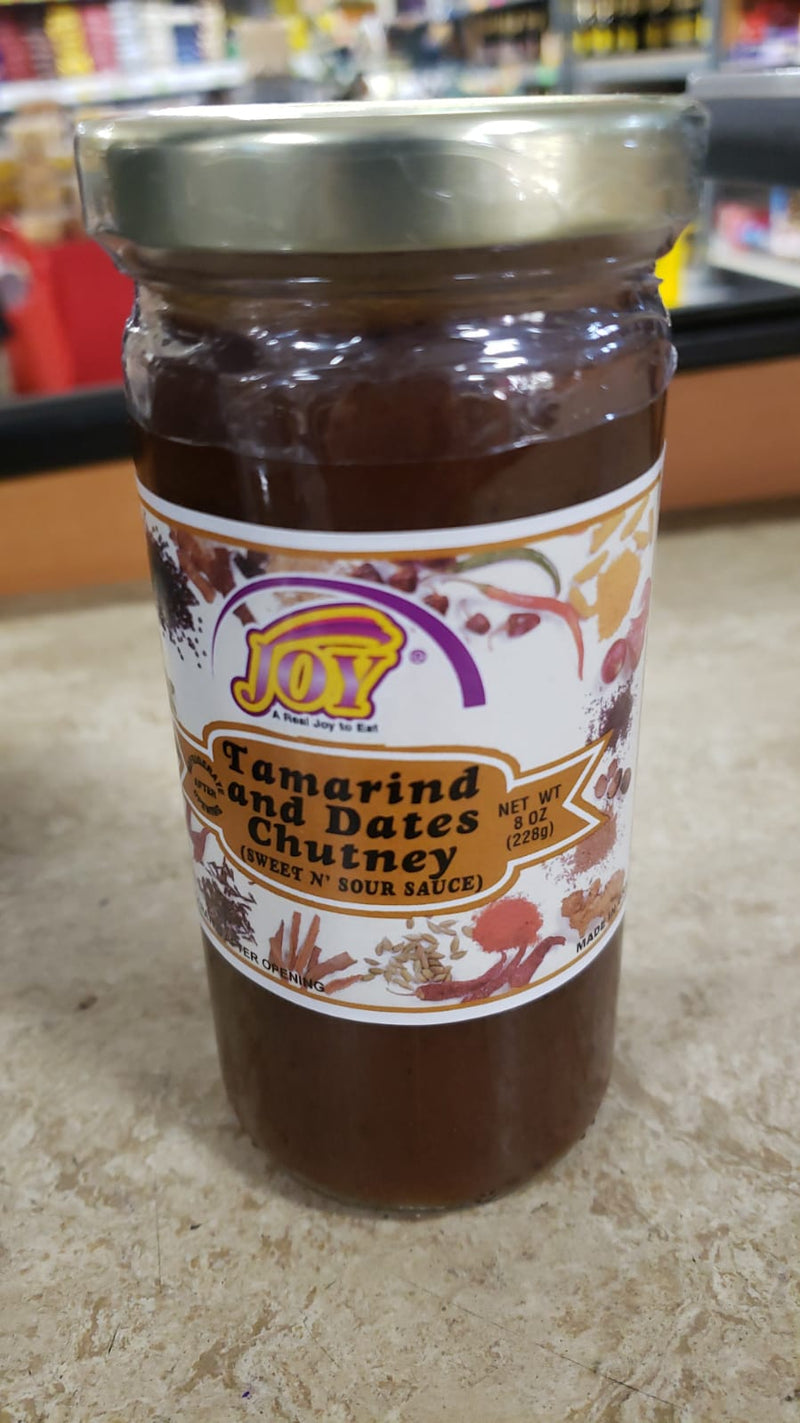 JOY®
A Real Joy to Eat
Tamarind
and Dates
Chutney
(SWEET N' SOUR SAUCE)
NET WT
8 OZ
(228g)
AFTER
OPENING
MADE